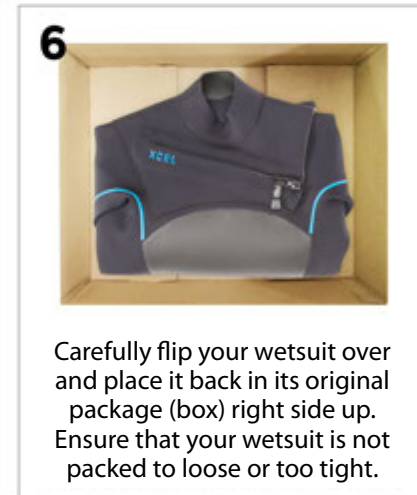 6
XCEL
Carefully flip your wetsuit over
and place it back in its original
package (box) right side up.
Ensure that your wetsuit is not
packed to loose or too tight.